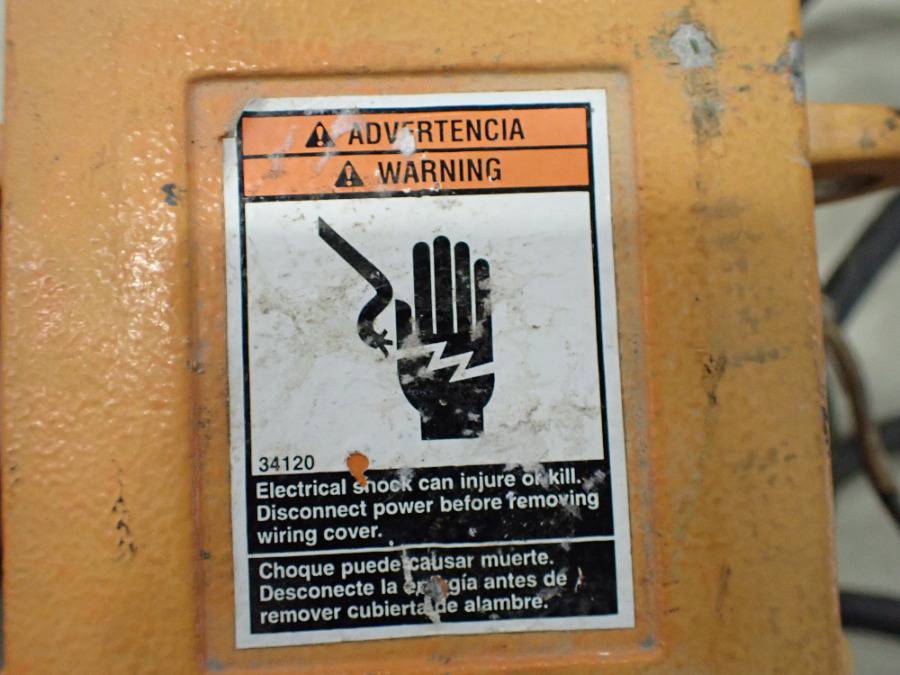 ADVERTENCIA
WARNING
34120
Electrical shock can injure or kill.
Disconnect power before removing
wiring cover.
Choque puede causar muerte.
Desconecte la energía antes de
remover cubierta de alambre.